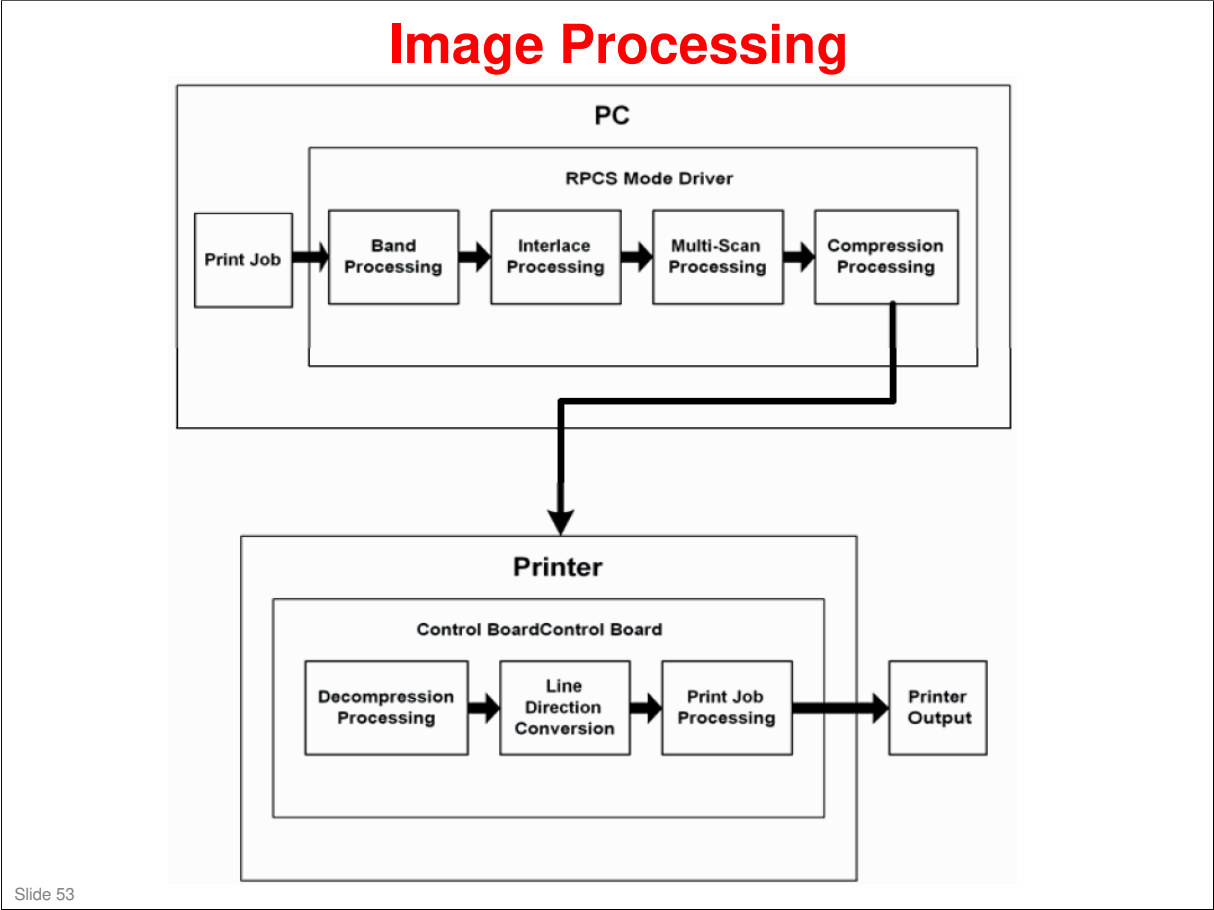 Image Processing
PC
RPCS Mode Driver
Print Job
Band
Processing
Interlace
Processing
Multi-Scan
Processing
Compression
Processing
Printer
Control BoardControl Board
Decompression
Processing
Line
Direction
Conversion
Print Job
Processing
Printer
Output
Slide 53